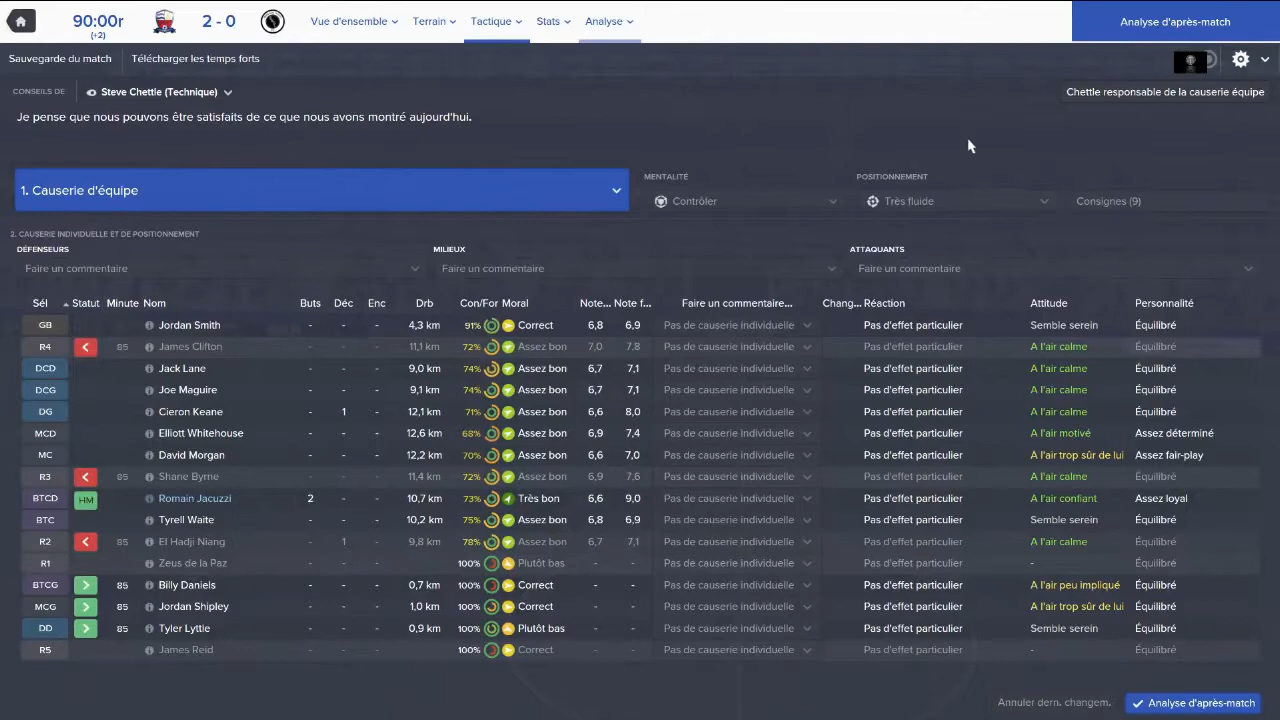 90:00r (+2) 2 - 0 Vue d'ensemble Terrain Tactique Stats Analyse Analyse d'après-match
Sauvegarde du match Télécharger les temps forts
CONSEILS DE Steve Chettle (Technique) Chettle responsable de la causerie équipe
Je pense que nous pouvons être satisfaits de ce que nous avons montré aujourd'hui.
MENTALITÉ POSITIONNEMENT
1. Causerie d'équipe Contrôler Très fluide Consignes (9)
2. CAUSERIE INDIVIDUELLE ET DE POSITIONNEMENT
DÉFENSEURS MILIEUX ATTAQUANTS
Faire un commentaire Faire un commentaire Faire un commentaire
Sél Statut Minute Nom Buts Déc Enc Drb Con/For Moral Note... Note f... Faire un commentaire... Chang... Réaction Attitude Personnalité
GB Jordan Smith - - - 4,3 km 91% Correct 6,8 6,9 Pas de causerie individuelle Pas d'effet particulier Semble serein Équilibré
R4 85 James Clifton - - - 11,1 km 72% Assez bon 7,0 7,8 Pas de causerie individuelle Pas d'effet particulier A l'air calme Équilibré
DCD Jack Lane - - - 9,0 km 74% Assez bon 6,7 7,1 Pas de causerie individuelle Pas d'effet particulier A l'air calme Équilibré
DCG Joe Maguire - - - 9,1 km 74% Assez bon 6,7 7,1 Pas de causerie individuelle Pas d'effet particulier A l'air calme Équilibré
DG Cieron Keane - 1 - 12,1 km 71% Assez bon 6,6 8,0 Pas de causerie individuelle Pas d'effet particulier A l'air calme Équilibré
MCD Elliott Whitehouse - - - 12,6 km 68% Assez bon 6,9 7,4 Pas de causerie individuelle Pas d'effet particulier A l'air motivé Assez déterminé
MC David Morgan - - - 12,2 km 70% Assez bon 6,6 7,0 Pas de causerie individuelle Pas d'effet particulier A l'air trop sûr de lui Assez fair-play
R3 85 Shane Byrne - - - 11,4 km 72% Assez bon 6,9 7,6 Pas de causerie individuelle Pas d'effet particulier A l'air calme Équilibré
BTCD HM Romain Jacuzzi 2 - - 10,7 km 73% Très bon 6,6 9,0 Pas de causerie individuelle Pas d'effet particulier A l'air confiant Assez loyal
BTC Tyrell Waite - - - 10,2 km 75% Assez bon 6,8 6,9 Pas de causerie individuelle Pas d'effet particulier Semble serein Équilibré
R2 85 El Hadji Niang - 1 - 9,8 km 78% Assez bon 6,7 7,1 Pas de causerie individuelle Pas d'effet particulier A l'air calme Équilibré
R1 Zeus de la Paz - - - 100% Plutôt bas - - Pas de causerie individuelle Pas d'effet particulier - Équilibré
BTCG 85 Billy Daniels - - - 0,7 km 100% Correct - - Pas de causerie individuelle Pas d'effet particulier A l'air peu impliqué Équilibré
MCG 85 Jordan Shipley - - - 1,0 km 100% Correct - - Pas de causerie individuelle Pas d'effet particulier A l'air trop sûr de lui Équilibré
DD 85 Tyler Lyttle - - - 0,9 km 100% Plutôt bas - - Pas de causerie individuelle Pas d'effet particulier Semble serein Équilibré
R5 James Reid - - - 100% Correct - - Pas de causerie individuelle Pas d'effet particulier - Équilibré
Annuler dern. changem. Analyse d'après-match